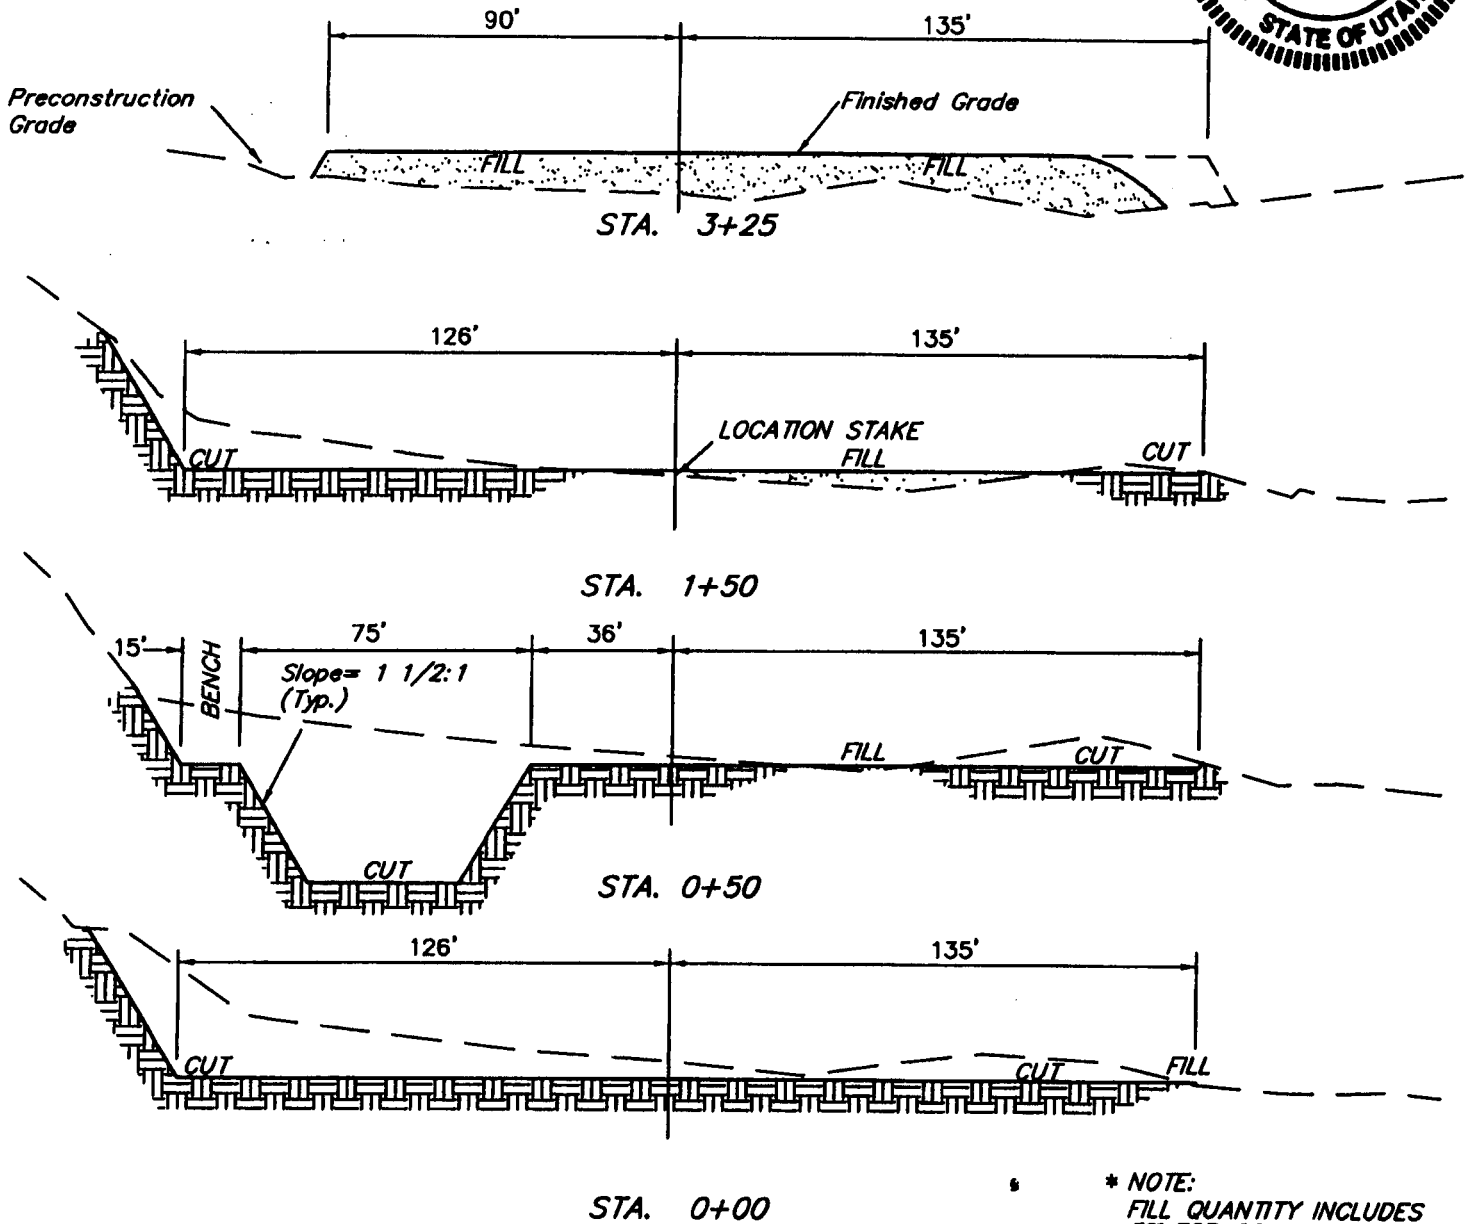 STATE OF UTAH
90' 135'
Preconstruction
Grade
Finished Grade
FILL FILL
STA. 3+25
126' 135'
LOCATION STAKE
CUT FILL CUT
STA. 1+50
15' BENCH 75' 36' 135'
Slope= 1 1/2:1
(Typ.)
FILL CUT
CUT
STA. 0+50
126' 135'
CUT CUT FILL
STA. 0+00
* NOTE:
FILL QUANTITY INCLUDES